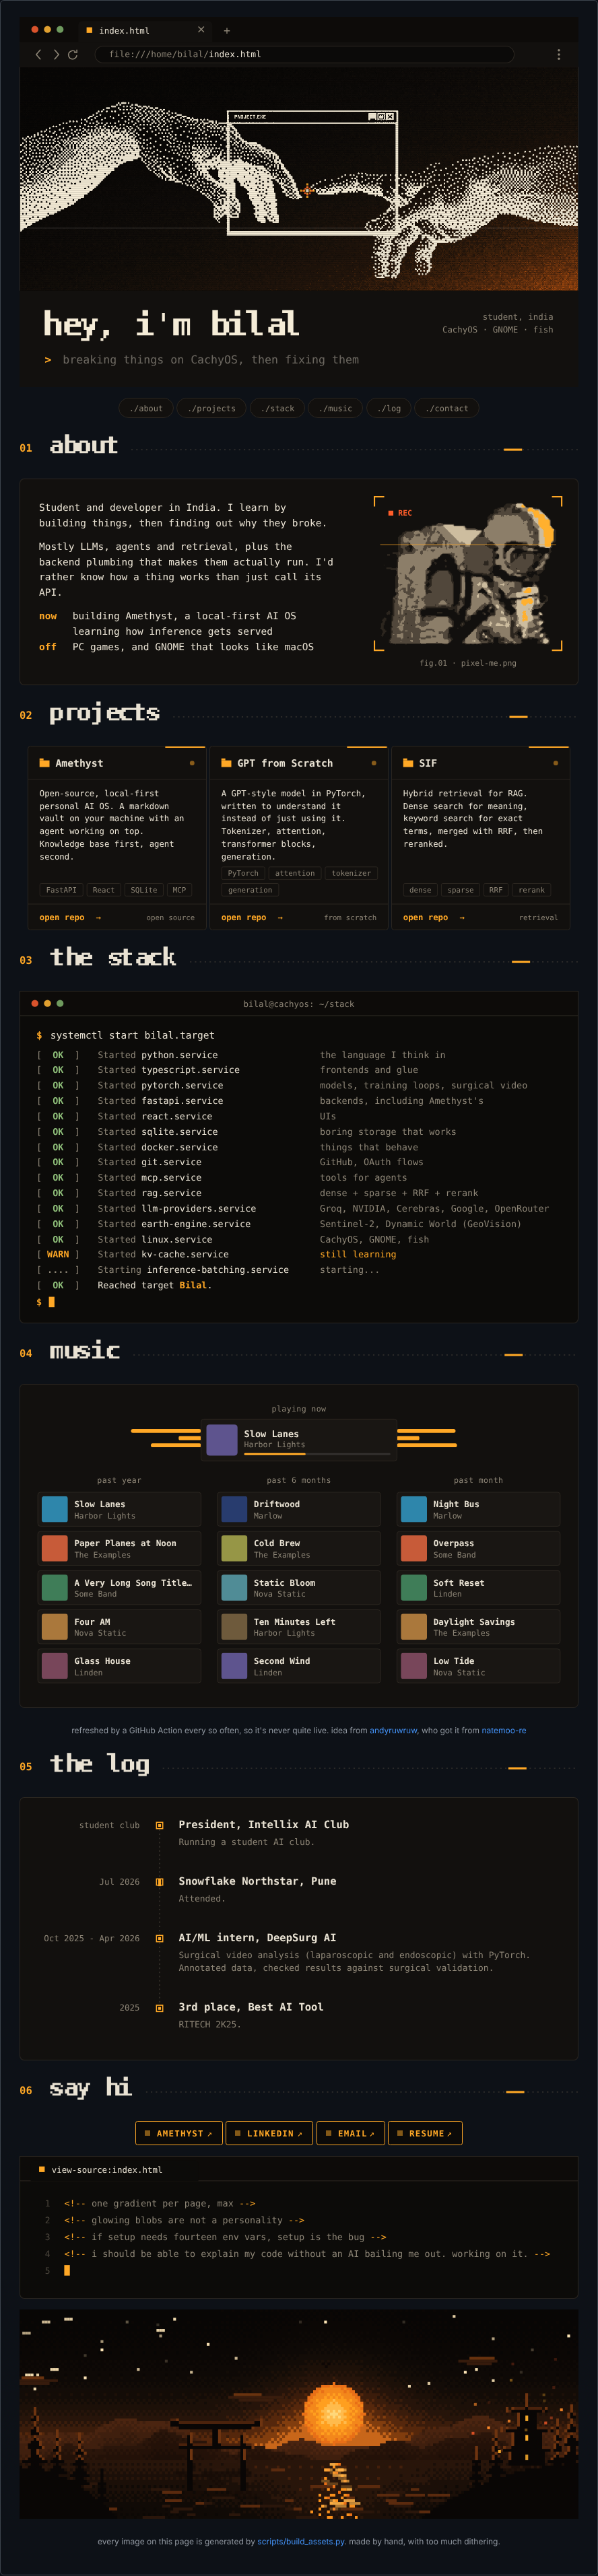 index.html
file:///home/bilal/index.html
PROJECT.EXE
hey, i'm bilal
student, india
CachyOS · GNOME · fish
> breaking things on CachyOS, then fixing them
./about
./projects
./stack
./music
./log
./contact
01 about
Student and developer in India. I learn by
building things, then finding out why they broke.
Mostly LLMs, agents and retrieval, plus the
backend plumbing that makes them actually run. I'd
rather know how a thing works than just call its
API.
now building Amethyst, a local-first AI OS
learning how inference gets served
off PC games, and GNOME that looks like macOS
REC
fig.01 · pixel-me.png
02 projects
Amethyst
Open-source, local-first
personal AI OS. A markdown
vault on your machine with an
agent working on top.
Knowledge base first, agent
second.
FastAPI React SQLite MCP
open repo → open source
GPT from Scratch
A GPT-style model in PyTorch,
written to understand it
instead of just using it.
Tokenizer, attention,
transformer blocks,
generation.
PyTorch attention tokenizer
generation
open repo → from scratch
SIF
Hybrid retrieval for RAG.
Dense search for meaning,
keyword search for exact
terms, merged with RRF, then
reranked.
dense sparse RRF rerank
open repo → retrieval
03 the stack
bilal@cachyos: ~/stack
$ systemctl start bilal.target
[ OK ] Started python.service the language I think in
[ OK ] Started typescript.service frontends and glue
[ OK ] Started pytorch.service models, training loops, surgical video
[ OK ] Started fastapi.service backends, including Amethyst's
[ OK ] Started react.service UIs
[ OK ] Started sqlite.service boring storage that works
[ OK ] Started docker.service things that behave
[ OK ] Started git.service GitHub, OAuth flows
[ OK ] Started mcp.service tools for agents
[ OK ] Started rag.service dense + sparse + RRF + rerank
[ OK ] Started llm-providers.service Groq, NVIDIA, Cerebras, Google, OpenRouter
[ OK ] Started earth-engine.service Sentinel-2, Dynamic World (GeoVision)
[ OK ] Started linux.service CachyOS, GNOME, fish
[ WARN ] Started kv-cache.service still learning
[ .... ] Starting inference-batching.service starting...
[ OK ] Reached target Bilal.
$
04 music
playing now
Slow Lanes
Harbor Lights
past year
Slow Lanes
Harbor Lights
Paper Planes at Noon
The Examples
A Very Long Song Title…
Some Band
Four AM
Nova Static
Glass House
Linden
past 6 months
Driftwood
Marlow
Cold Brew
The Examples
Static Bloom
Nova Static
Ten Minutes Left
Harbor Lights
Second Wind
Linden
past month
Night Bus
Marlow
Overpass
Some Band
Soft Reset
Linden
Daylight Savings
The Examples
Low Tide
Nova Static
refreshed by a GitHub Action every so often, so it's never quite live. idea from andyruwruw, who got it from natemoo-re
05 the log
student club
President, Intellix AI Club
Running a student AI club.
Jul 2026
Snowflake Northstar, Pune
Attended.
Oct 2025 - Apr 2026
AI/ML intern, DeepSurg AI
Surgical video analysis (laparoscopic and endoscopic) with PyTorch.
Annotated data, checked results against surgical validation.
2025
3rd place, Best AI Tool
RITECH 2K25.
06 say hi
AMETHYST ↗
LINKEDIN ↗
EMAIL ↗
RESUME ↗
view-source:index.html
1 <!-- one gradient per page, max -->
2 <!-- glowing blobs are not a personality -->
3 <!-- if setup needs fourteen env vars, setup is the bug -->
4 <!-- i should be able to explain my code without an AI bailing me out. working on it. -->
5
every image on this page is generated by scripts/build_assets.py. made by hand, with too much dithering.